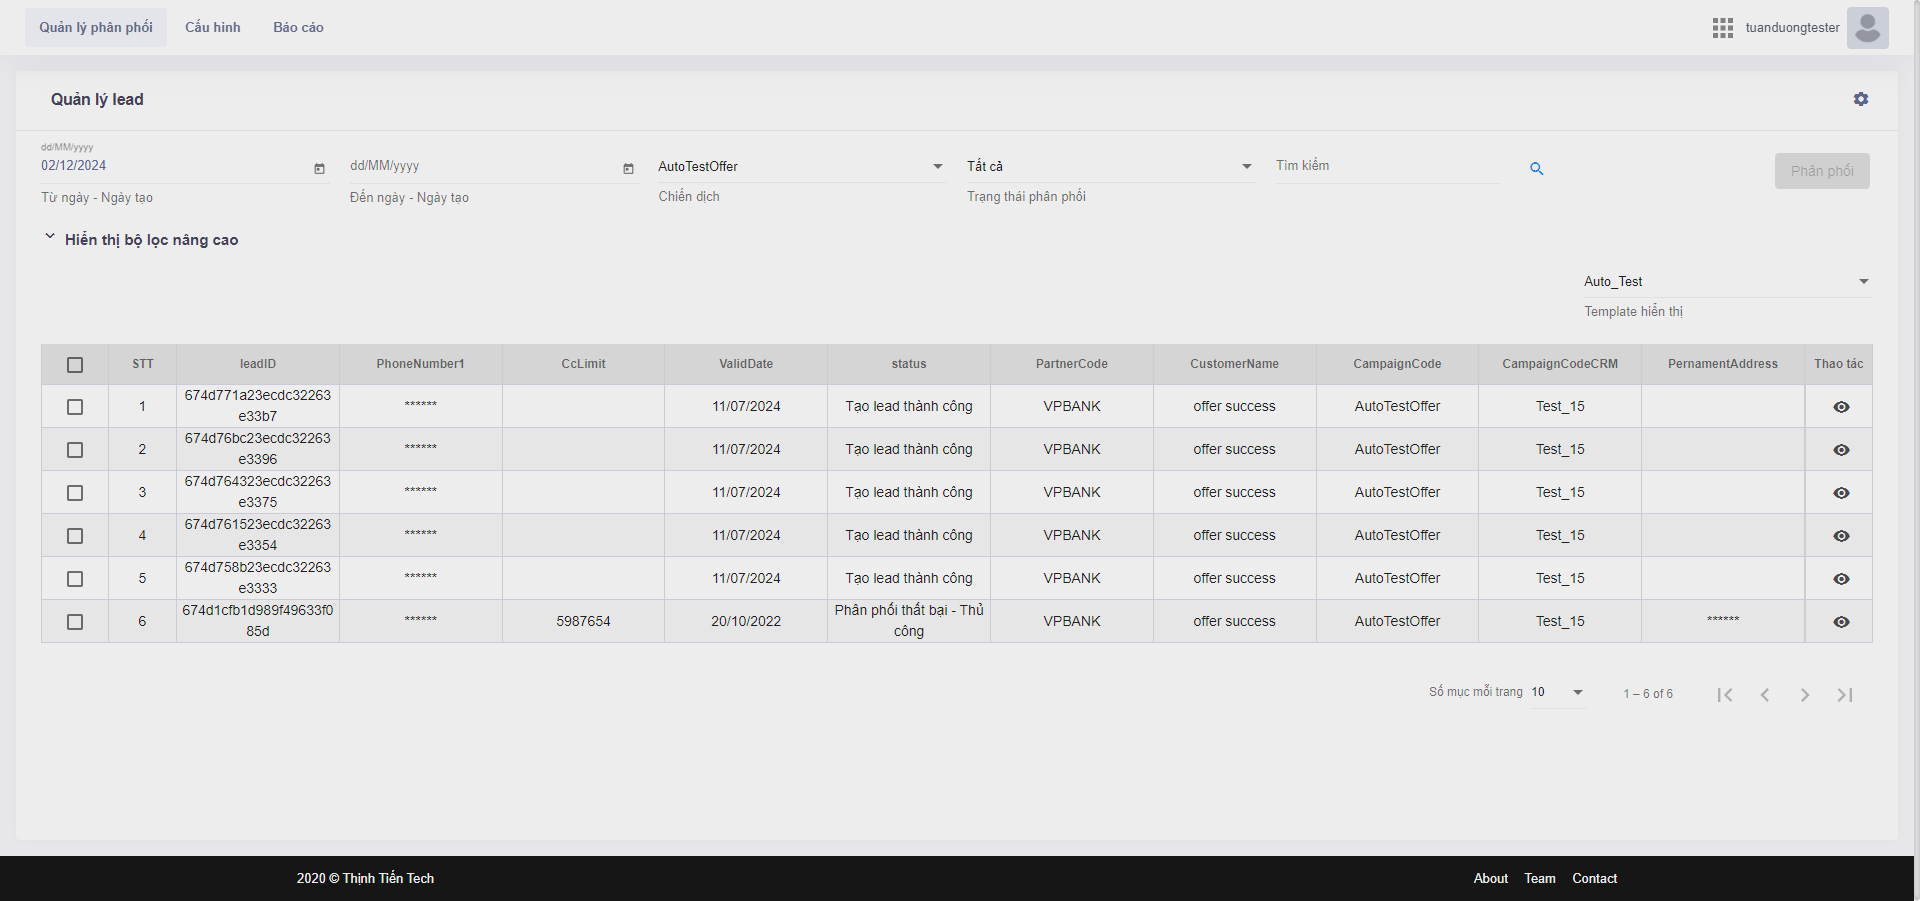 Quản lý phân phối Cấu hình Báo cáo tuanduongtester
Quản lý lead
dd/MM/yyyy
02/12/2024 dd/MM/yyyy AutoTestOffer Tất cả Tìm kiếm Phân phối
Từ ngày - Ngày tạo Đến ngày - Ngày tạo Chiến dịch Trạng thái phân phối
Hiển thị bộ lọc nâng cao
Auto_Test
Template hiển thị
STT leadID PhoneNumber1 CcLimit ValidDate status PartnerCode CustomerName CampaignCode CampaignCodeCRM PernamentAddress Thao tác
1 674d771a23ecdc32263e33b7 ****** 11/07/2024 Tạo lead thành công VPBANK offer success AutoTestOffer Test_15
2 674d76bc23ecdc32263e3396 ****** 11/07/2024 Tạo lead thành công VPBANK offer success AutoTestOffer Test_15
3 674d764323ecdc32263e3375 ****** 11/07/2024 Tạo lead thành công VPBANK offer success AutoTestOffer Test_15
4 674d761523ecdc32263e3354 ****** 11/07/2024 Tạo lead thành công VPBANK offer success AutoTestOffer Test_15
5 674d758b23ecdc32263e3333 ****** 11/07/2024 Tạo lead thành công VPBANK offer success AutoTestOffer Test_15
6 674d1cfb1d989f49633f085d ****** 5987654 20/10/2022 Phân phối thất bại - Thủ công VPBANK offer success AutoTestOffer Test_15 ******
Số mục mỗi trang 10 1 – 6 of 6
2020 © Thịnh Tiến Tech About Team Contact